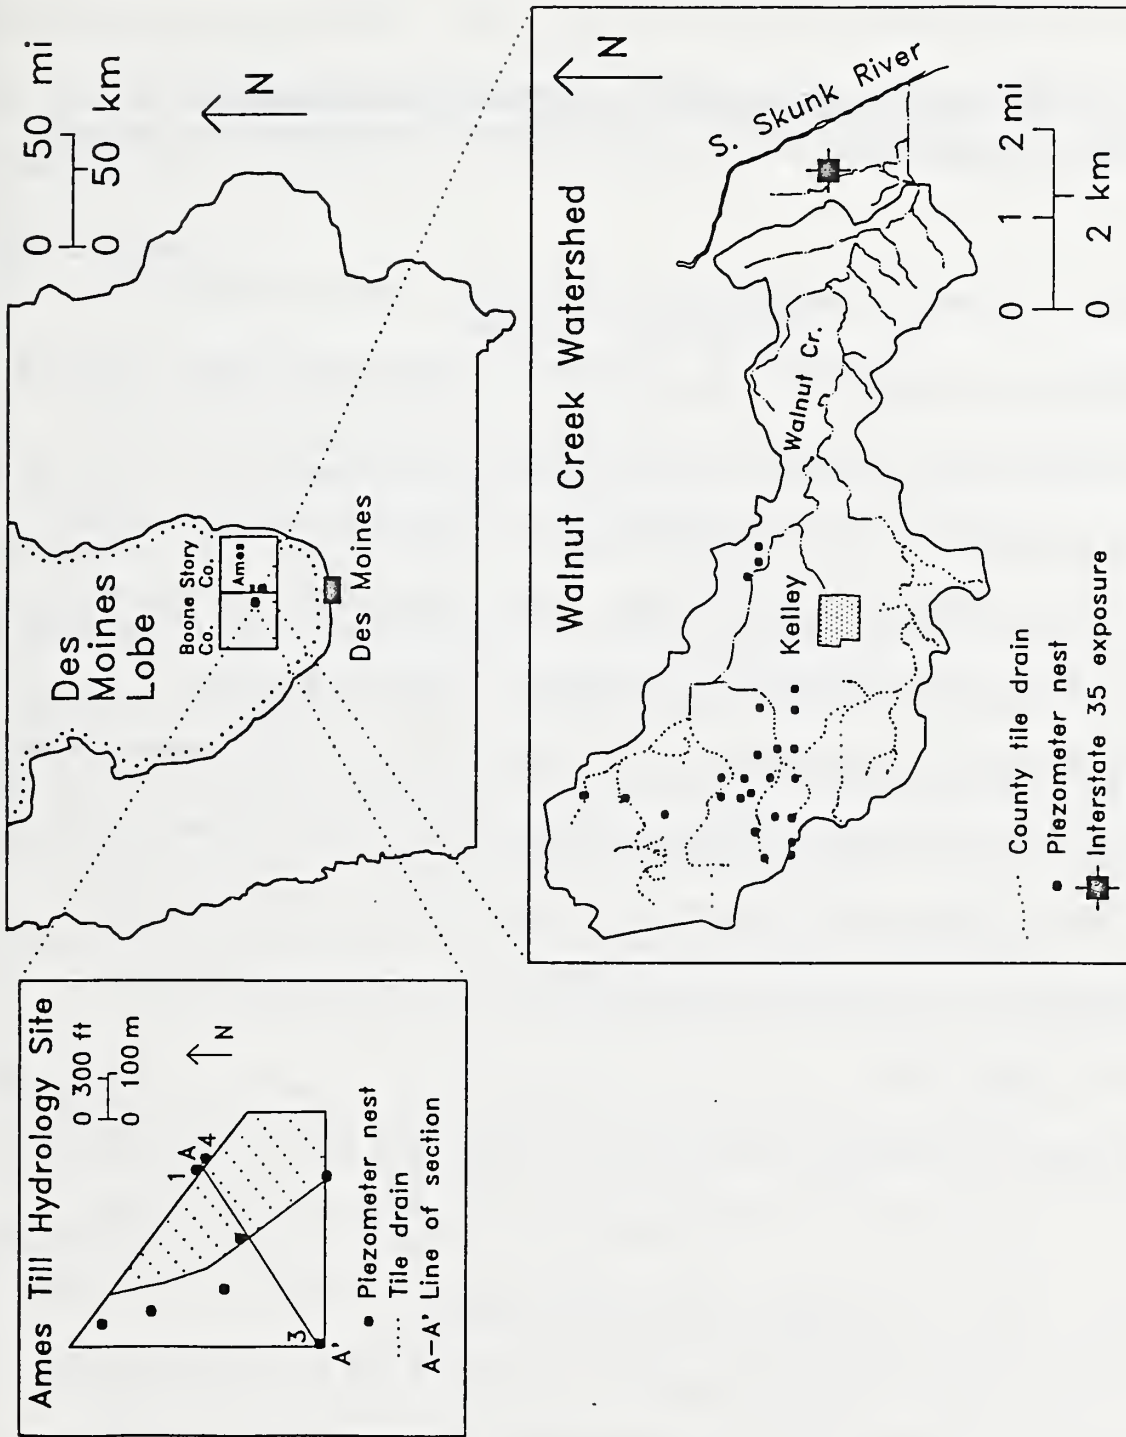 Ames Till Hydrology Site
0 300 ft
0 100 m
N
1
A
4
3
A'
Piezometer nest
Tile drain
A–A' Line of section
0 50 mi
0 50 km
N
Des
Moines
Lobe
Boone Story
Co. Co.
Ames
Des Moines
Walnut Creek Watershed
N
S. Skunk River
Walnut Cr.
Kelley
0 1 2 mi
0 2 km
County tile drain
Piezometer nest
Interstate 35 exposure